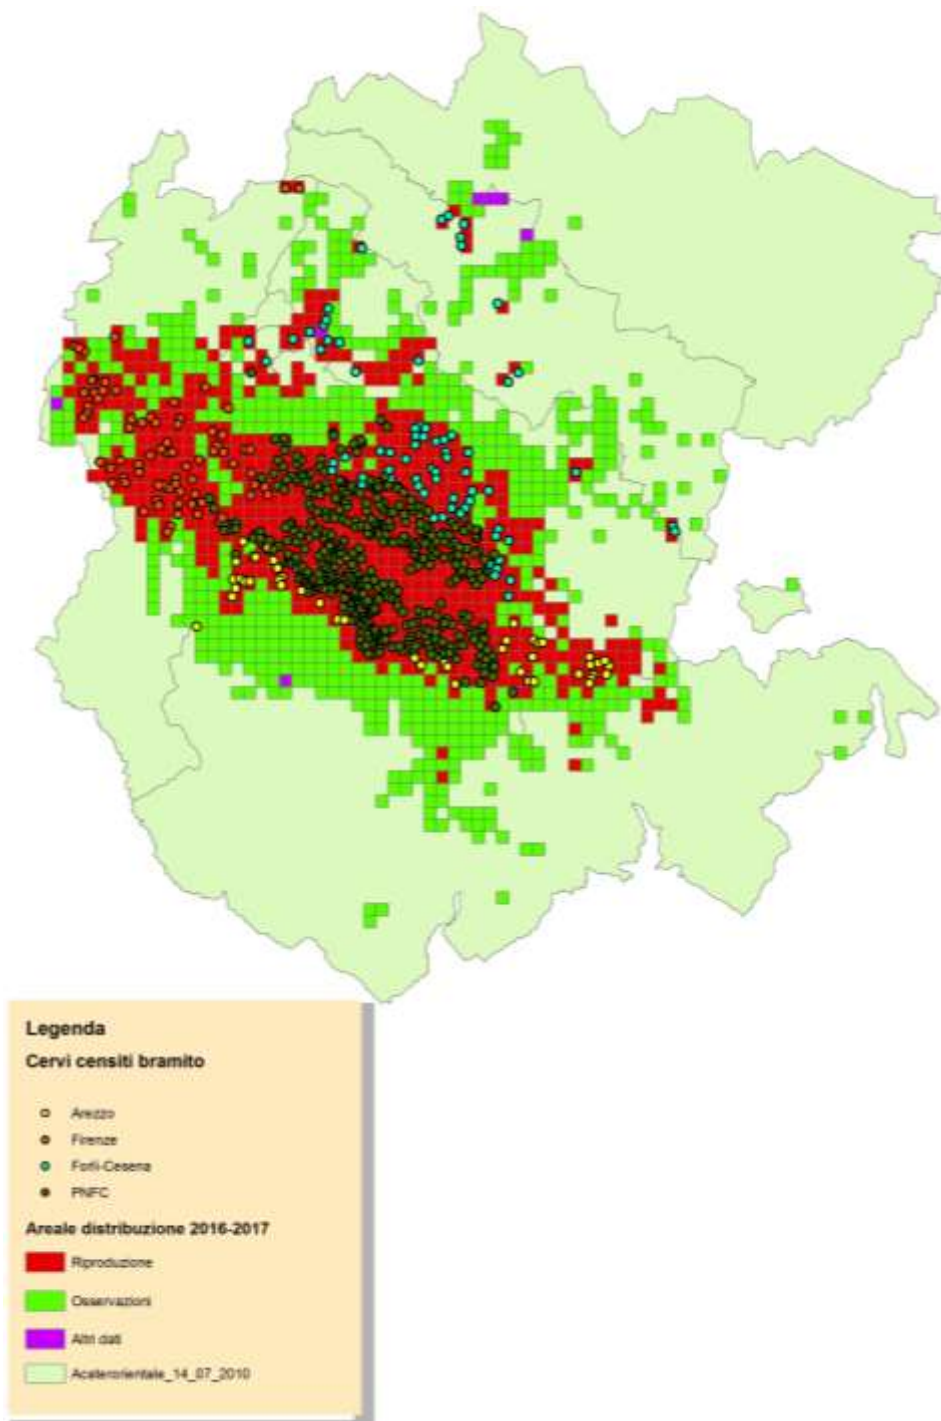 Legenda
Cervi censiti bramito
Arezzo
Firenze
Forlì-Cesena
PNFC
Areale distribuzione 2016-2017
Riproduzione
Osservazioni
Altri dati
Acaterorientale_14_07_2010